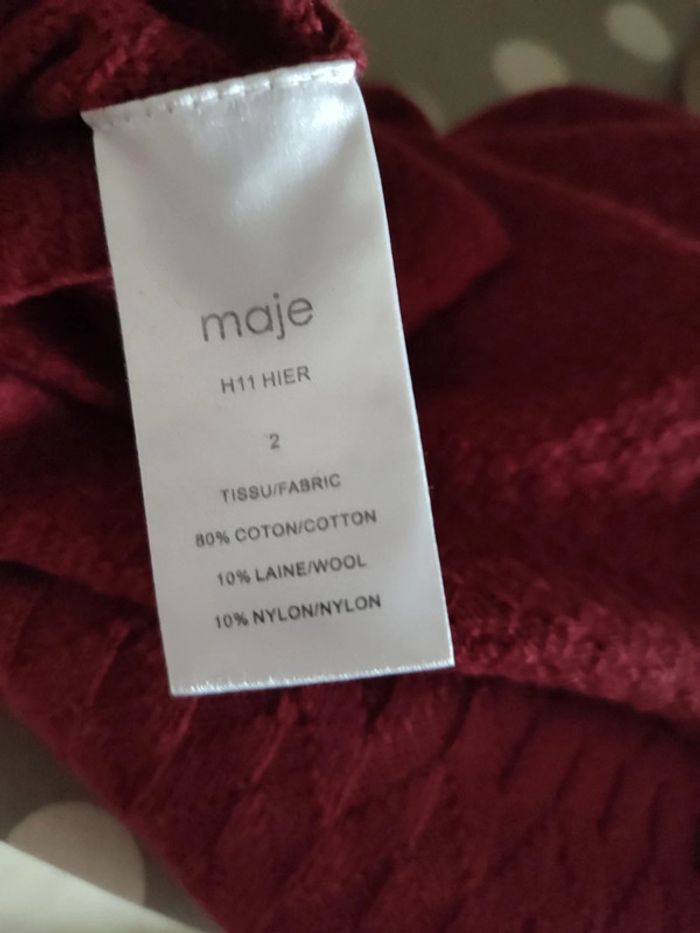 maje
H11 HIER
2
TISSU/FABRIC
80% COTON/COTTON
10% LAINE/WOOL
10% NYLON/NYLON